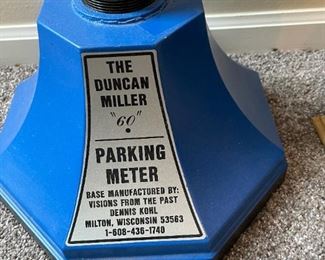 THE
DUNCAN
MILLER
"60"
PARKING
METER
BASE MANUFACTURED BY:
VISIONS FROM THE PAST
DENNIS KOHL
MILTON, WISCONSIN 53563
1-608-436-1740